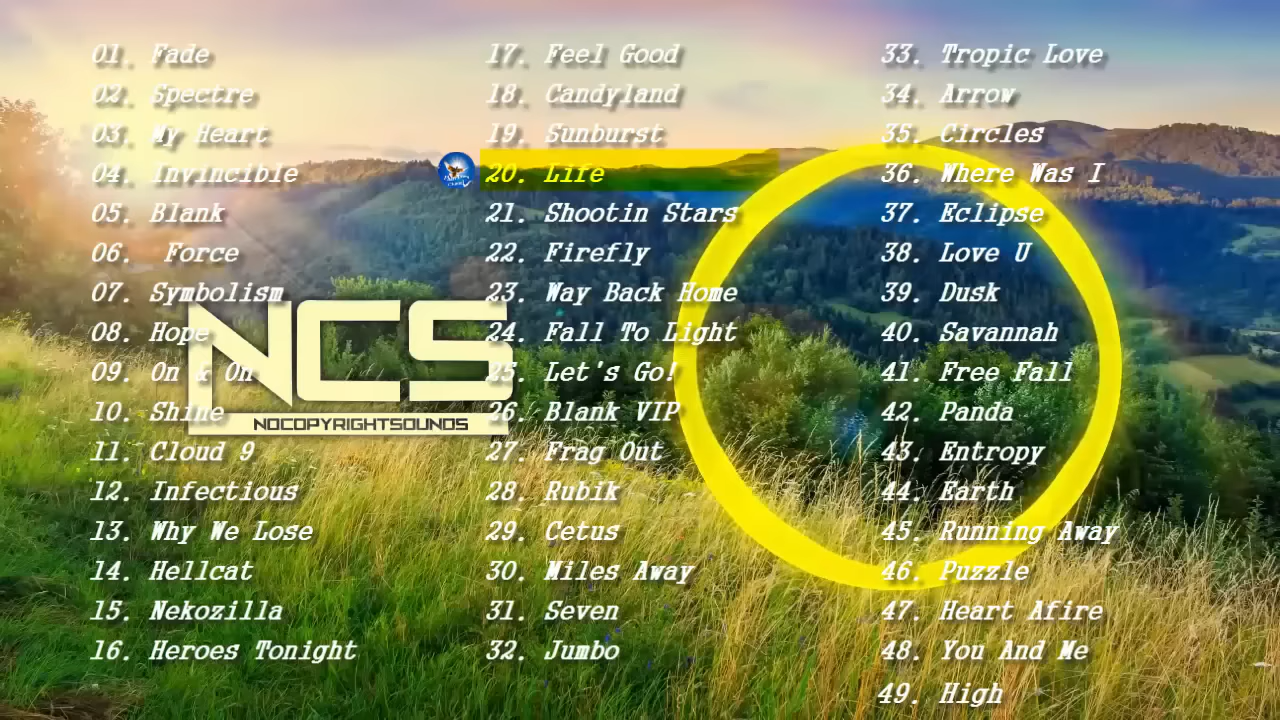 01. Fade
02. Spectre
03. My Heart
04. Invincible
05. Blank
06. Force
07. Symbolism
08. Hope
09. On & On
10. Shine
11. Cloud 9
12. Infectious
13. Why We Lose
14. Hellcat
15. Nekozilla
16. Heroes Tonight
NCS
NOCOPYRIGHTSOUNDS
17. Feel Good
18. Candyland
19. Sunburst
20. Life
21. Shootin Stars
22. Firefly
23. Way Back Home
24. Fall To Light
25. Let's Go!
26. Blank VIP
27. Frag Out
28. Rubik
29. Cetus
30. Miles Away
31. Seven
32. Jumbo
33. Tropic Love
34. Arrow
35. Circles
36. Where Was I
37. Eclipse
38. Love U
39. Dusk
40. Savannah
41. Free Fall
42. Panda
43. Entropy
44. Earth
45. Running Away
46. Puzzle
47. Heart Afire
48. You And Me
49. High